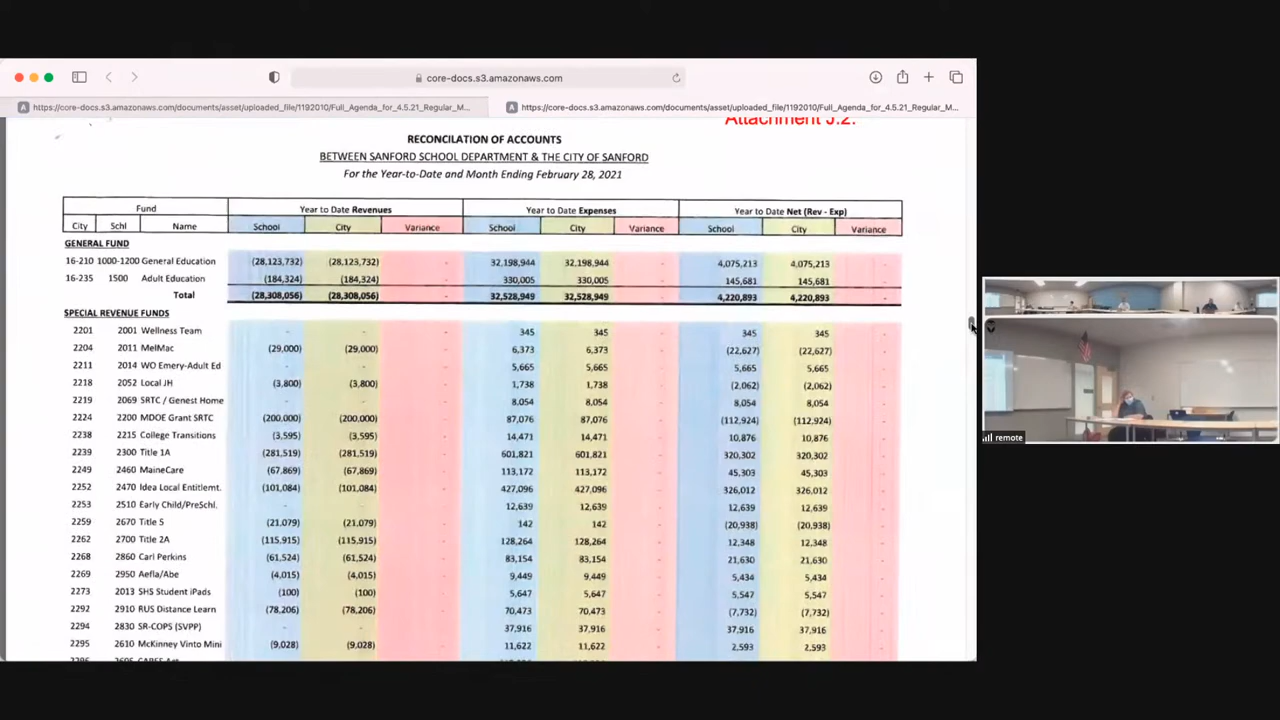 core-docs.s3.amazonaws.com
https://core-docs.s3.amazonaws.com/documents/asset/uploaded_file/1192010/Full_Agenda_for_4.5.21_Regular_M... https://core-docs.s3.amazonaws.com/documents/asset/uploaded_file/1192010/Full_Agenda_for_4.5.21_Regular_M...
Attachment J.2.
RECONCILATION OF ACCOUNTS
BETWEEN SANFORD SCHOOL DEPARTMENT & THE CITY OF SANFORD
For the Year-to-Date and Month Ending February 28, 2021
Fund Year to Date Revenues Year to Date Expenses Year to Date Net (Rev - Exp)
City Schl Name School City Variance School City Variance School City Variance
GENERAL FUND
16-210 1000-1200 General Education (28,123,732) (28,123,732) - 32,198,944 32,198,944 - 4,075,213 4,075,213 -
16-235 1500 Adult Education (184,324) (184,324) - 330,005 330,005 - 145,681 145,681 -
Total (28,308,056) (28,308,056) - 32,528,949 32,528,949 - 4,220,893 4,220,893 -
SPECIAL REVENUE FUNDS
2201 2001 Wellness Team - - - 345 345 - 345 345 -
2204 2011 MelMac (29,000) (29,000) - 6,373 6,373 - (22,627) (22,627) -
2211 2014 WO Emery-Adult Ed - - - 5,665 5,665 - 5,665 5,665 -
2218 2052 Local JH (3,800) (3,800) - 1,738 1,738 - (2,062) (2,062) -
2219 2069 SRTC / Genest Home - - - 8,054 8,054 - 8,054 8,054 -
2224 2200 MDOE Grant SRTC (200,000) (200,000) - 87,076 87,076 - (112,924) (112,924) -
2238 2215 College Transitions (3,595) (3,595) - 14,471 14,471 - 10,876 10,876 -
2239 2300 Title 1A (281,519) (281,519) - 601,821 601,821 - 320,302 320,302 -
2249 2460 MaineCare (67,869) (67,869) - 113,172 113,172 - 45,303 45,303 -
2252 2470 Idea Local Entitlemt. (101,084) (101,084) - 427,096 427,096 - 326,012 326,012 -
2253 2510 Early Child/PreSchl. - - - 12,639 12,639 - 12,639 12,639 -
2259 2670 Title 5 (21,079) (21,079) - 142 142 - (20,938) (20,938) -
2262 2700 Title 2A (115,915) (115,915) - 128,264 128,264 - 12,348 12,348 -
2268 2860 Carl Perkins (61,524) (61,524) - 83,154 83,154 - 21,630 21,630 -
2269 2950 Aefla/Abe (4,015) (4,015) - 9,449 9,449 - 5,434 5,434 -
2273 2013 SHS Student iPads (100) (100) - 5,647 5,647 - 5,547 5,547 -
2292 2910 RUS Distance Learn (78,206) (78,206) - 70,473 70,473 - (7,732) (7,732) -
2294 2830 SR-COPS (SVPP) - - - 37,916 37,916 - 37,916 37,916 -
2295 2610 McKinney Vinto Mini (9,028) (9,028) - 11,622 11,622 - 2,593 2,593 -
remote